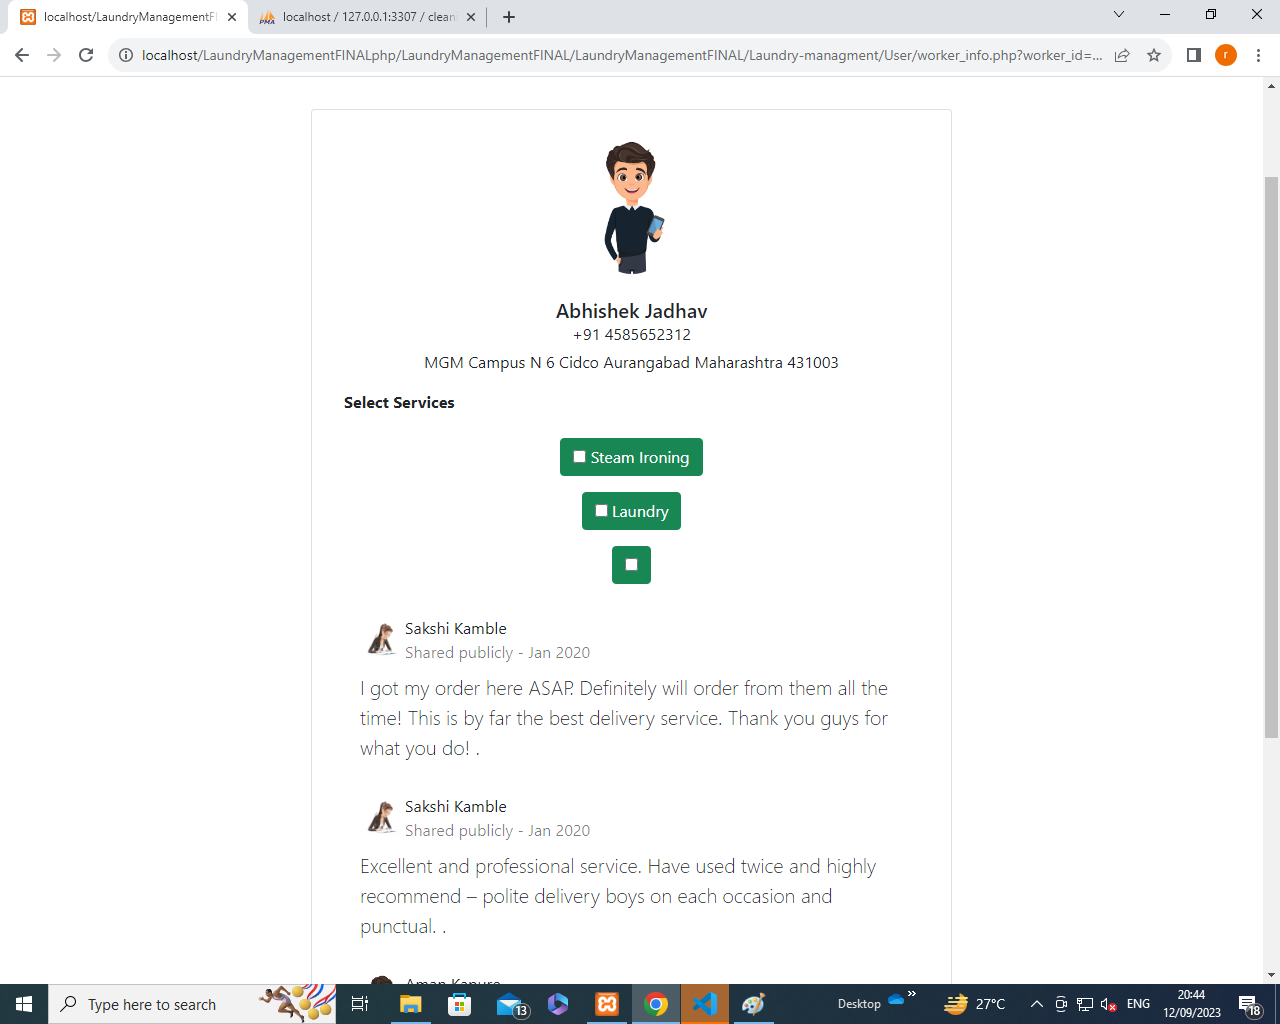 localhost/LaundryManagementFI
localhost / 127.0.0.1:3307 / clean
localhost/LaundryManagementFINALphp/LaundryManagementFINAL/LaundryManagementFINAL/Laundry-managment/User/worker_info.php?worker_id=...
r
Abhishek Jadhav
+91 4585652312
MGM Campus N 6 Cidco Aurangabad Maharashtra 431003
Select Services
Steam Ironing
Laundry
Sakshi Kamble
Shared publicly - Jan 2020
I got my order here ASAP. Definitely will order from them all the
time! This is by far the best delivery service. Thank you guys for
what you do! .
Sakshi Kamble
Shared publicly - Jan 2020
Excellent and professional service. Have used twice and highly
recommend – polite delivery boys on each occasion and
punctual. .
Aman Kapure
Type here to search
13
Desktop
27°C
ENG
20:44
12/09/2023
18